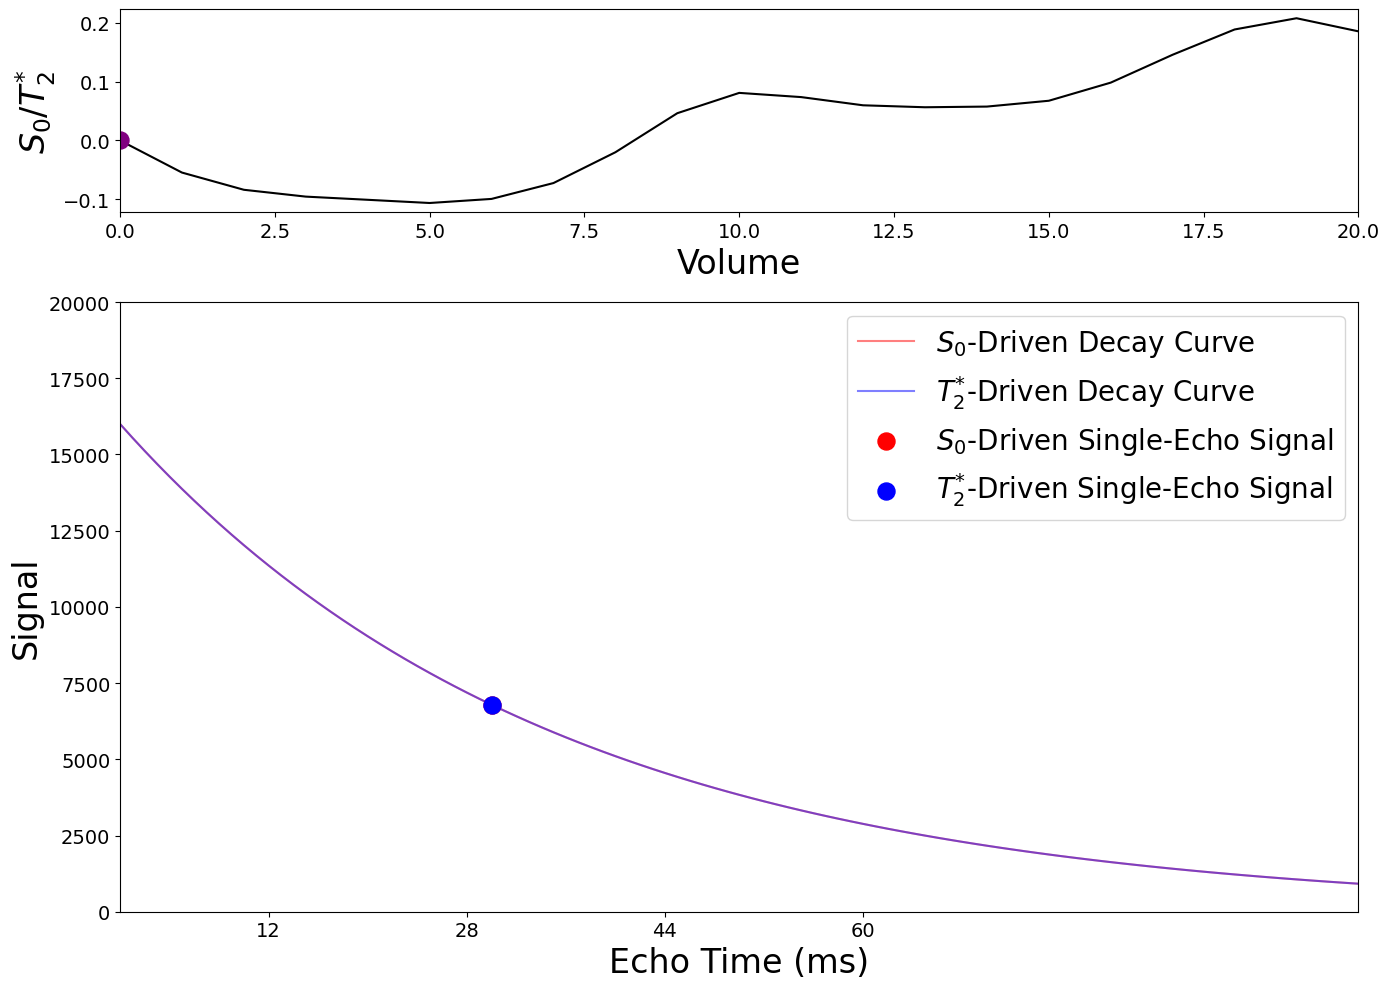 S₀/T₂*
0.2
0.1
0.0
−0.1
0.0 2.5 5.0 7.5 10.0 12.5 15.0 17.5 20.0
Volume
Signal
20000
17500
15000
12500
10000
7500
5000
2500
0
S₀-Driven Decay Curve
T₂*-Driven Decay Curve
S₀-Driven Single-Echo Signal
T₂*-Driven Single-Echo Signal
12 28 44 60
Echo Time (ms)